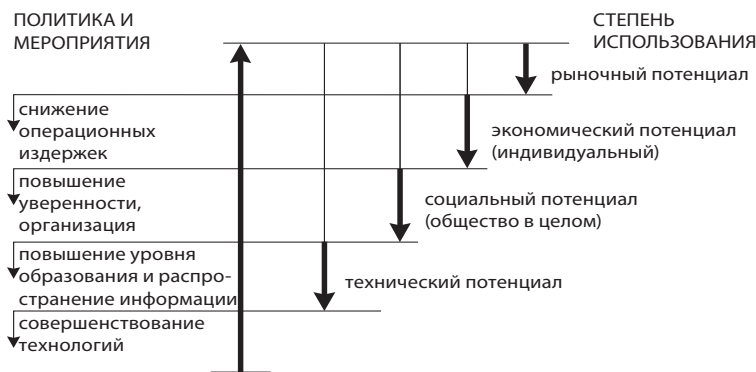 ПОЛИТИКА И
МЕРОПРИЯТИЯ
СТЕПЕНЬ
ИСПОЛЬЗОВАНИЯ
рыночный потенциал
снижение
операционных
издержек
экономический потенциал
(индивидуальный)
повышение
уверенности,
организация
социальный потенциал
(общество в целом)
повышение уровня
образования и распро-
странение информации
технический потенциал
совершенствование
технологий